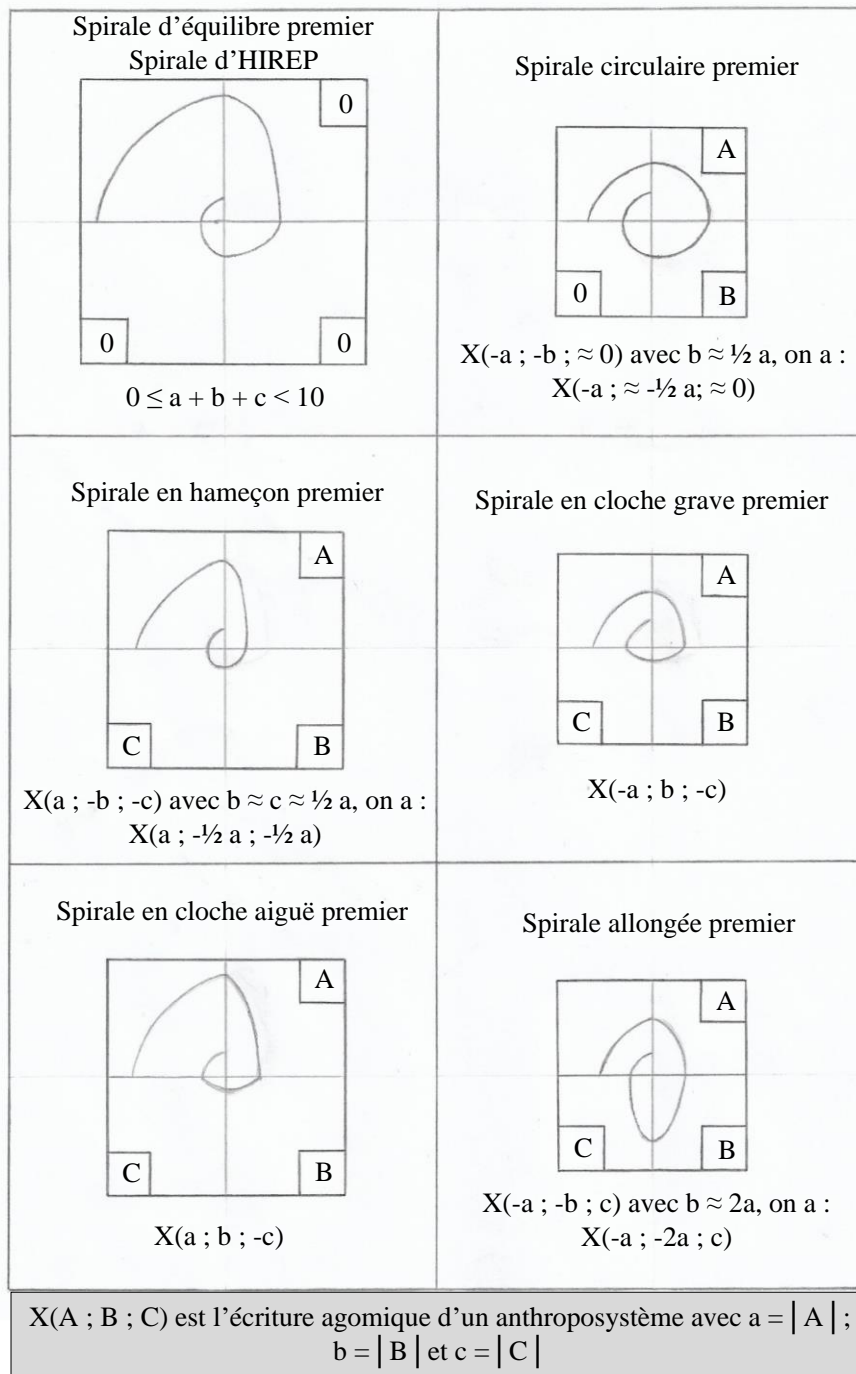 Spirale d'équilibre premier
Spirale d'HIREP
0
0
0
0 ≤ a + b + c < 10
Spirale circulaire premier
A
0
B
X(-a ; -b ; ≈ 0) avec b ≈ ½ a, on a :
X(-a ; ≈ -½ a; ≈ 0)
Spirale en hameçon premier
A
C
B
X(a ; -b ; -c) avec b ≈ c ≈ ½ a, on a :
X(a ; -½ a ; -½ a)
Spirale en cloche grave premier
A
C
B
X(-a ; b ; -c)
Spirale en cloche aiguë premier
A
C
B
X(a ; b ; -c)
Spirale allongée premier
A
C
B
X(-a ; -b ; c) avec b ≈ 2a, on a :
X(-a ; -2a ; c)
X(A ; B ; C) est l'écriture agomique d'un anthroposystème avec a = | A | ;
b = | B | et c = | C |